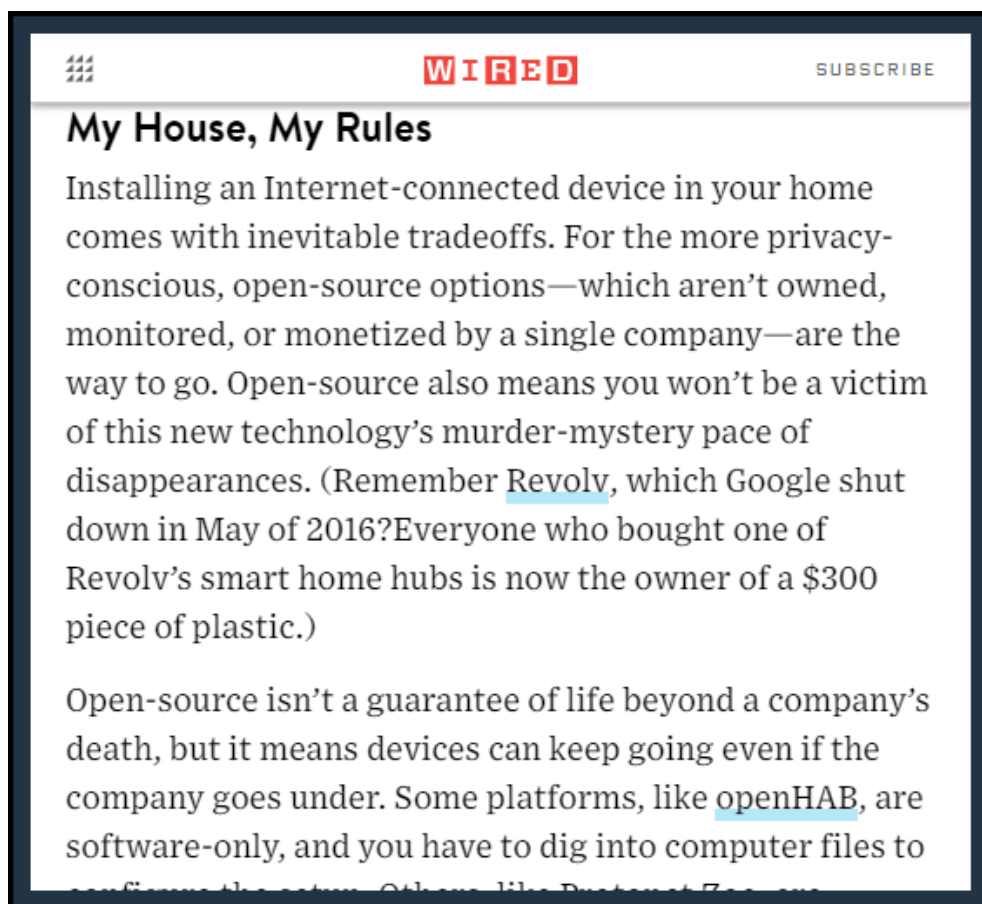 WIRED
SUBSCRIBE
My House, My Rules
Installing an Internet-connected device in your home
comes with inevitable tradeoffs. For the more privacy-
conscious, open-source options—which aren’t owned,
monitored, or monetized by a single company—are the
way to go. Open-source also means you won’t be a victim
of this new technology’s murder-mystery pace of
disappearances. (Remember Revolv, which Google shut
down in May of 2016?Everyone who bought one of
Revolv’s smart home hubs is now the owner of a $300
piece of plastic.)
Open-source isn’t a guarantee of life beyond a company’s
death, but it means devices can keep going even if the
company goes under. Some platforms, like openHAB, are
software-only, and you have to dig into computer files to